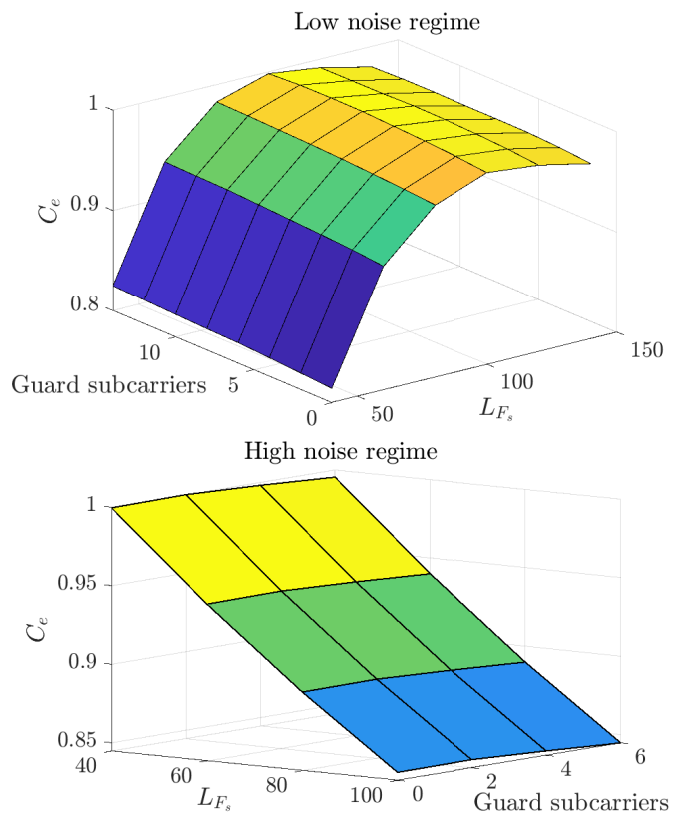 Low noise regime
1
0.9
0.8
C_e
10
5
0
Guard subcarriers
50
100
150
L_{F_s}
High noise regime
1
0.95
0.9
0.85
C_e
40
60
80
100
L_{F_s}
0
2
4
6
Guard subcarriers